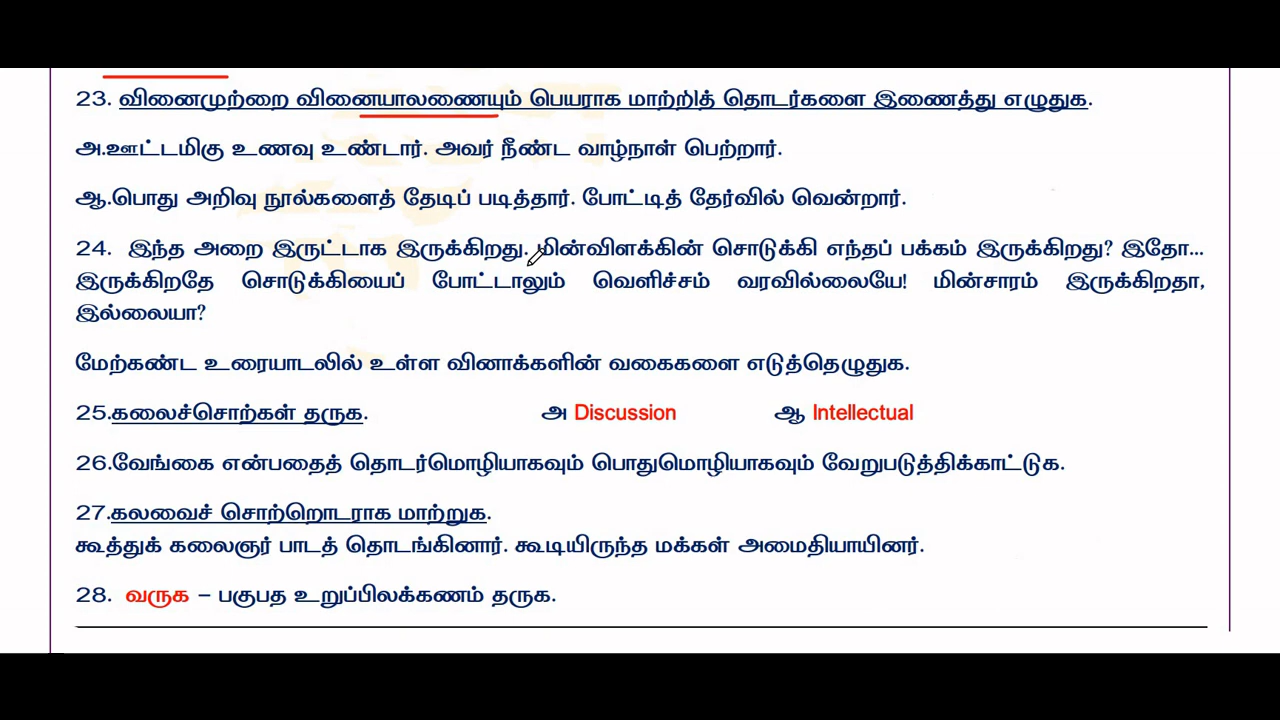 23. வினைமுற்றை வினையாலணையும் பெயராக மாற்றித் தொடர்களை இணைத்து எழுதுக.
அ.ஊட்டமிகு உணவு உண்டார். அவர் நீண்ட வாழ்நாள் பெற்றார்.
ஆ.பொது அறிவு நூல்களைத் தேடிப் படித்தார். போட்டித் தேர்வில் வென்றார்.
24. இந்த அறை இருட்டாக இருக்கிறது. மின்விளக்கின் சொடுக்கி எந்தப் பக்கம் இருக்கிறது? இதோ...
இருக்கிறதே சொடுக்கியைப் போட்டாலும் வெளிச்சம் வரவில்லையே! மின்சாரம் இருக்கிறதா,
இல்லையா?
மேற்கண்ட உரையாடலில் உள்ள வினாக்களின் வகைகளை எடுத்தெழுதுக.
25.கலைச்சொற்கள் தருக. அ Discussion ஆ Intellectual
26.வேங்கை என்பதைத் தொடர்மொழியாகவும் பொதுமொழியாகவும் வேறுபடுத்திக்காட்டுக.
27.கலவைச் சொற்றொடராக மாற்றுக.
கூத்துக் கலைஞர் பாடத் தொடங்கினார். கூடியிருந்த மக்கள் அமைதியாயினர்.
28. வருக – பகுபத உறுப்பிலக்கணம் தருக.